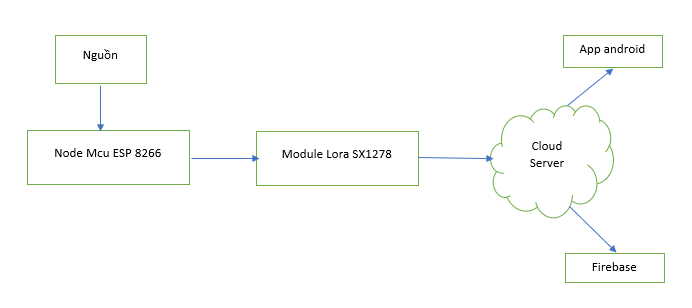 Nguồn
App android
Node Mcu ESP 8266
Module Lora SX1278
Cloud
Server
Firebase